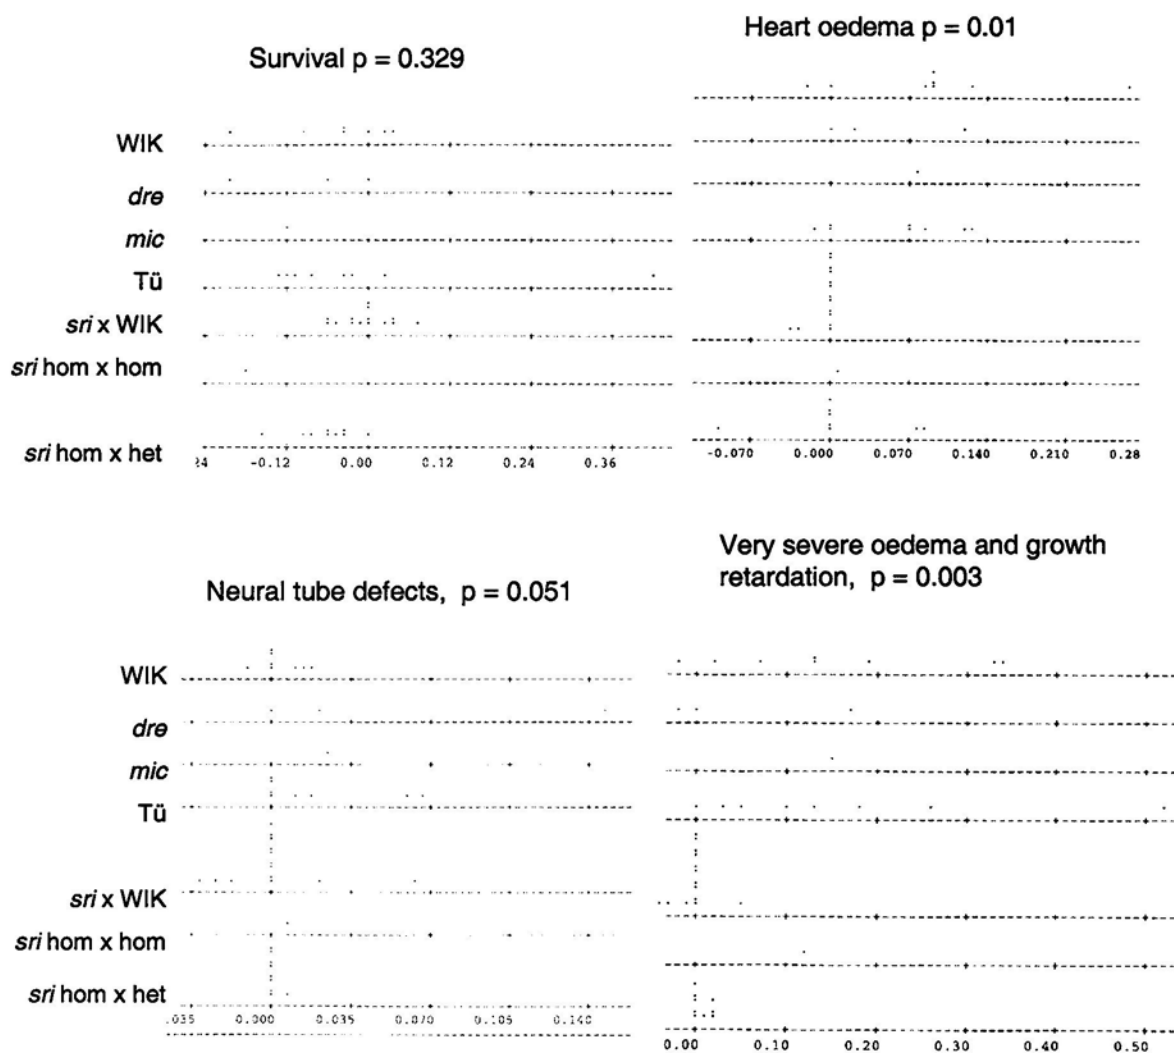 Survival p = 0.329
Heart oedema p = 0.01
WIK
dre
mic
Tü
sri x WIK
sri hom x hom
sri hom x het
24 -0.12 0.00 0.12 0.24 0.36
-0.070 0.000 0.070 0.140 0.210 0.28
Neural tube defects, p = 0.051
Very severe oedema and growth
retardation, p = 0.003
WIK
dre
mic
Tü
sri x WIK
sri hom x hom
sri hom x het
.035 0.000 0.035 0.070 0.105 0.140
0.00 0.10 0.20 0.30 0.40 0.50